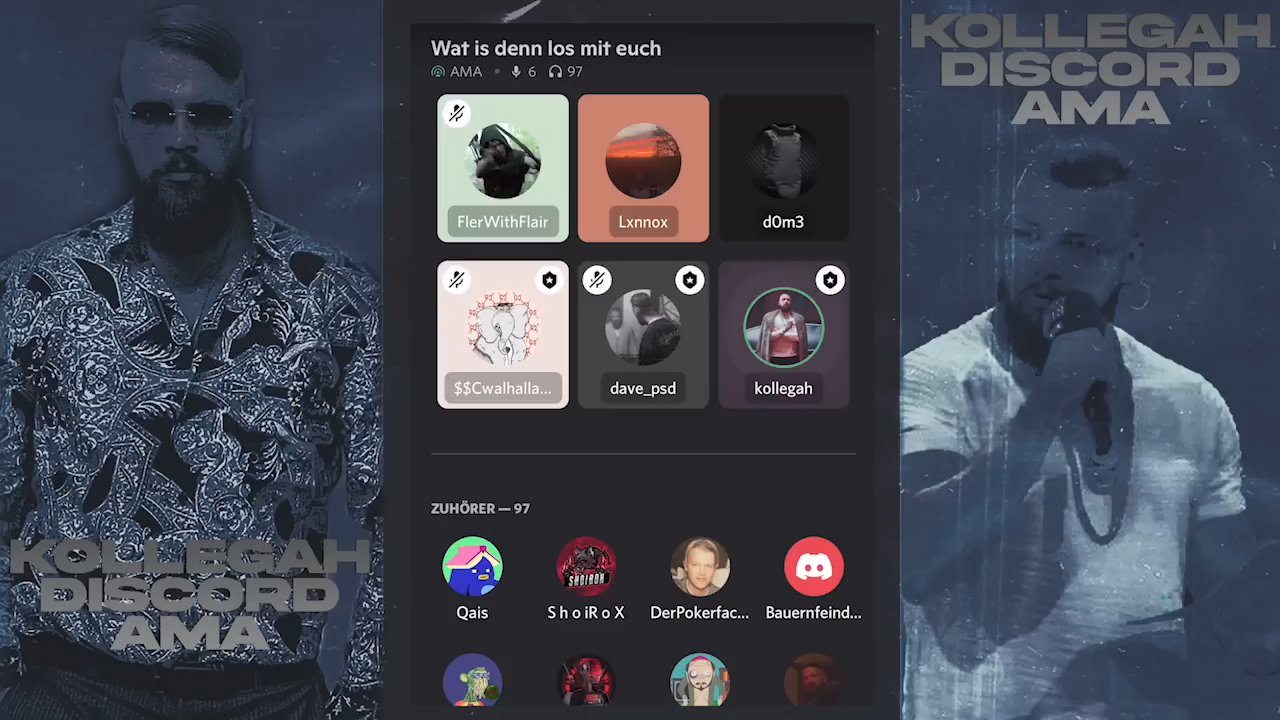 KOLLEGAH
DISCORD
AMA
Wat is denn los mit euch
AMA • 6 97
FlerWithFlair
Lxnnox
d0m3
$$Cwalhalla...
dave_psd
kollegah
ZUHÖRER — 97
SHOIROX
Qais
S h o iR o X
DerPokerfac...
Bauernfeind...
KOLLEGAH
DISCORD
AMA